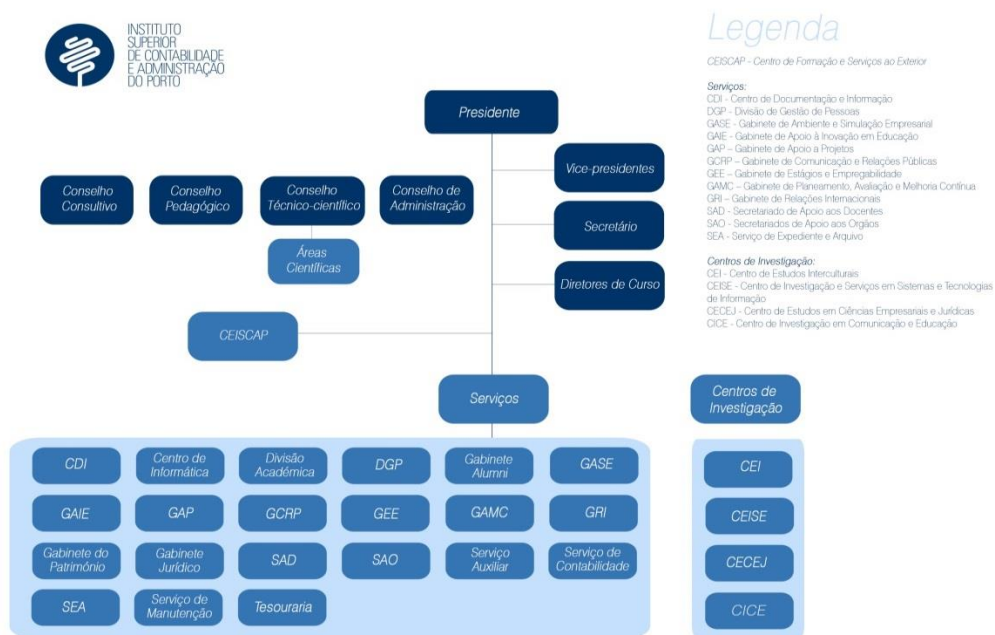 INSTITUTO
SUPERIOR
DE CONTABILIDADE
E ADMINISTRAÇÃO
DO PORTO
Legenda
CEISCAP - Centro de Formação e Serviços ao Exterior
Serviços:
CDI - Centro de Documentação e Informação
DGP - Divisão de Gestão de Pessoas
GASE - Gabinete de Ambiente e Simulação Empresarial
GAIE - Gabinete de Apoio à Inovação em Educação
GAP - Gabinete de Apoio a Projetos
GCRP – Gabinete de Comunicação e Relações Públicas
GEE - Gabinete de Estágios e Empregabilidade
GAMC – Gabinete de Planeamento, Avaliação e Melhoria Contínua
GRI – Gabinete de Relações Internacionais
SAD - Secretariado de Apoio aos Docentes
SAO - Secretariados de Apoio aos Orgãos
SEA - Serviço de Expediente e Arquivo
Centros de Investigação:
CEI - Centro de Estudos Interculturais
CEISE - Centro de Investigação e Serviços em Sistemas e Tecnologias
de Informação
CECEJ - Centro de Estudos em Ciências Empresariais e Jurídicas
CICE - Centro de Investigação em Comunicação e Educação
Presidente
Vice-presidentes
Secretário
Diretores de Curso
Conselho
Consultivo
Conselho
Pedagógico
Conselho
Técnico-científico
Conselho de
Administração
Áreas
Científicas
CEISCAP
Serviços
Centros de
Investigação
CDI
Centro de
Informática
Divisão
Académica
DGP
Gabinete
Alumni
GASE
GAIE
GAP
GCRP
GEE
GAMC
GRI
Gabinete do
Património
Gabinete
Jurídico
SAD
SAO
Serviço
Auxiliar
Serviço de
Contabilidade
SEA
Serviço de
Manutenção
Tesouraria
CEI
CEISE
CECEJ
CICE